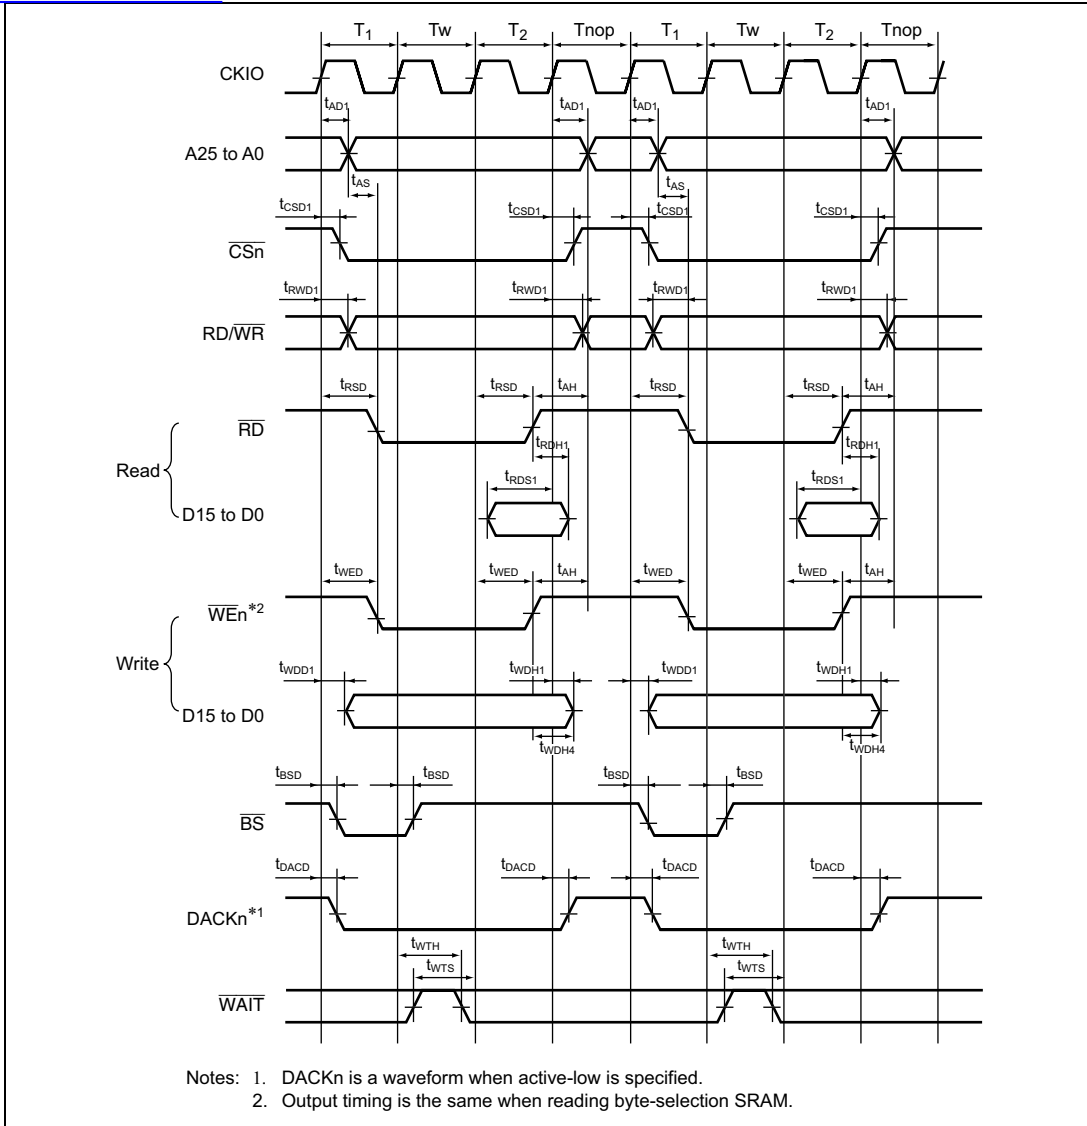 T1 Tw T2 Tnop T1 Tw T2 Tnop
CKIO
tAD1 tAD1 tAD1 tAD1
A25 to A0
tAS tAS
tCSD1 tCSD1 tCSD1 tCSD1
CSn
tRWD1 tRWD1 tRWD1 tRWD1
RD/WR
tRSD tRSD tAH tRSD tRSD tAH
RD
tRDH1 tRDH1
Read
tRDS1 tRDS1
D15 to D0
tWED tWED tAH tWED tWED tAH
WEn*2
Write
tWDD1 tWDH1 tWDD1 tWDH1
D15 to D0
tWDH4 tWDH4
tBSD tBSD tBSD tBSD
BS
tDACD tDACD tDACD tDACD
DACKn*1
tWTH tWTH
tWTS tWTS
WAIT
Notes: 1. DACKn is a waveform when active-low is specified.
2. Output timing is the same when reading byte-selection SRAM.